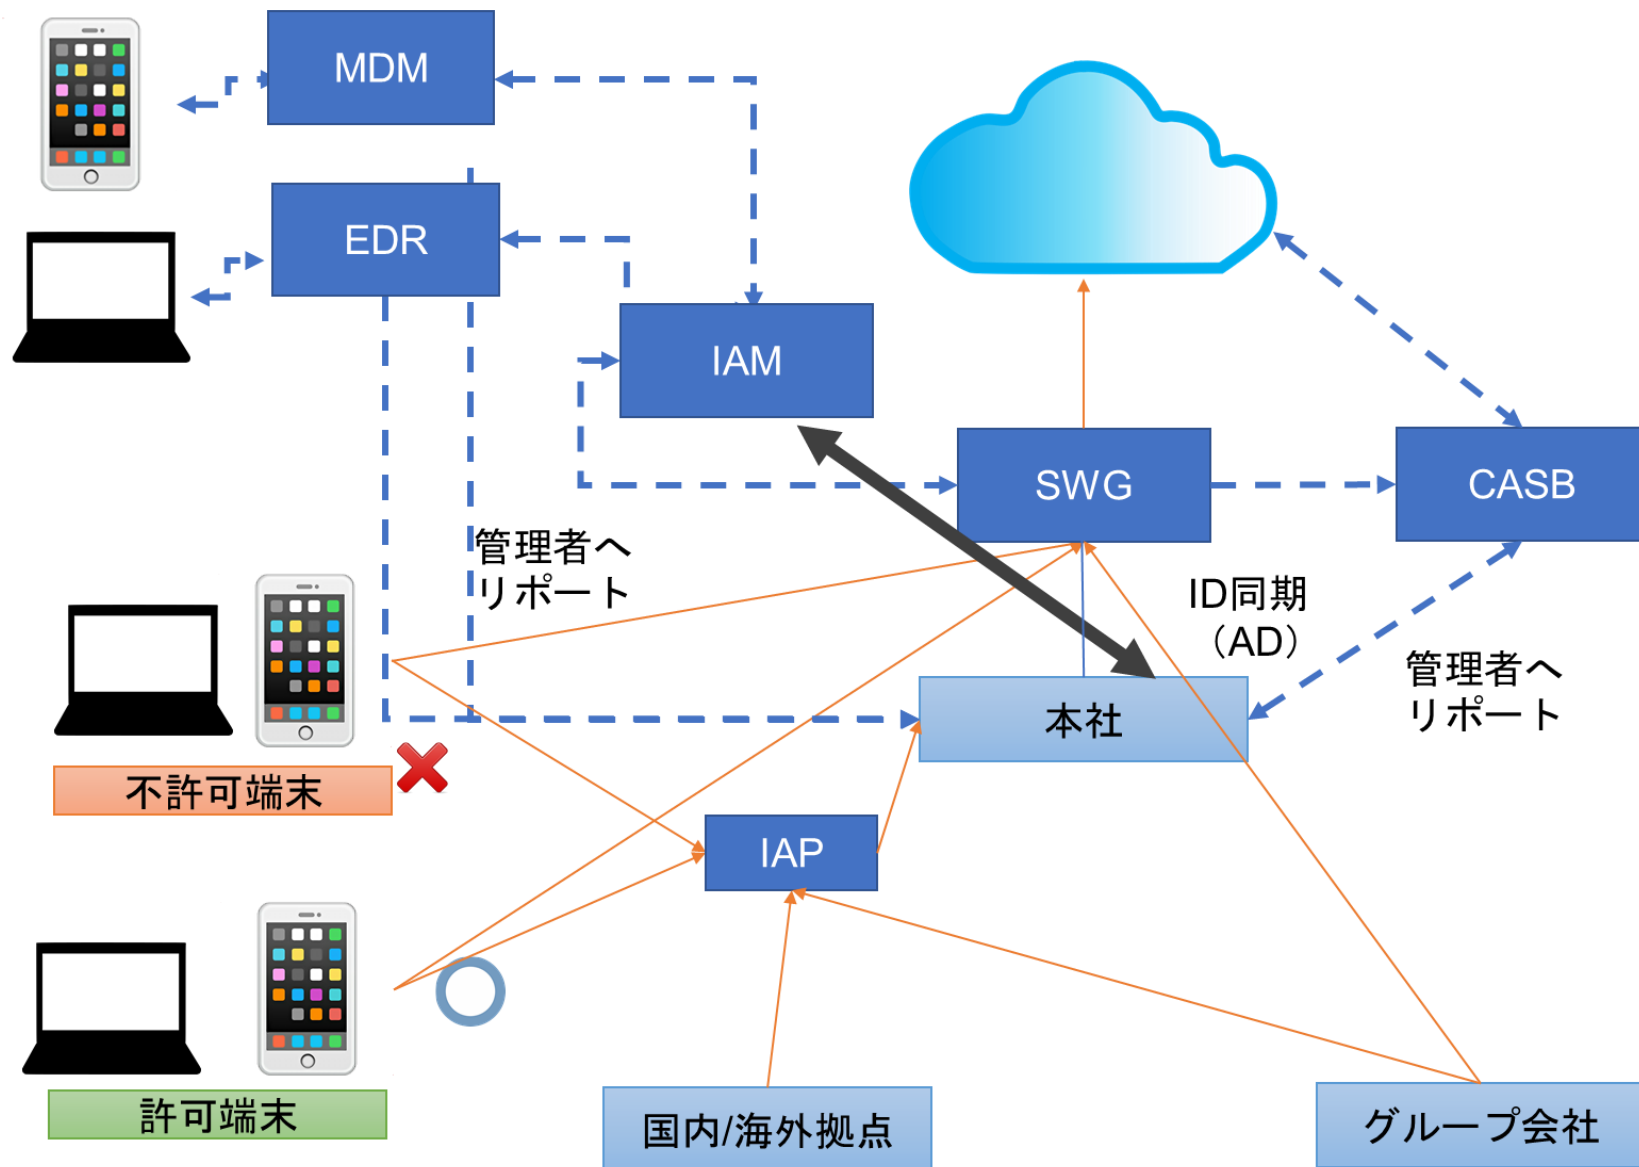 MDM
EDR
IAM
SWG
CASB
管理者へ
リポート
ID同期
（AD）
管理者へ
リポート
本社
不許可端末
IAP
許可端末
国内/海外拠点
グループ会社